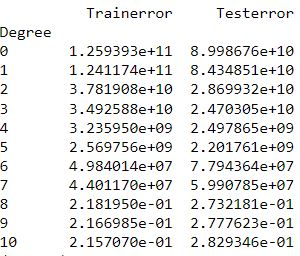 Trainerror Testerror
Degree
0 1.259393e+11 8.998676e+10
1 1.241174e+11 8.434851e+10
2 3.781908e+10 2.869932e+10
3 3.492588e+10 2.470305e+10
4 3.235950e+09 2.497865e+09
5 2.569756e+09 2.201761e+09
6 4.984014e+07 7.794364e+07
7 4.401170e+07 5.990785e+07
8 2.181950e-01 2.732181e-01
9 2.166985e-01 2.777623e-01
10 2.157070e-01 2.829346e-01